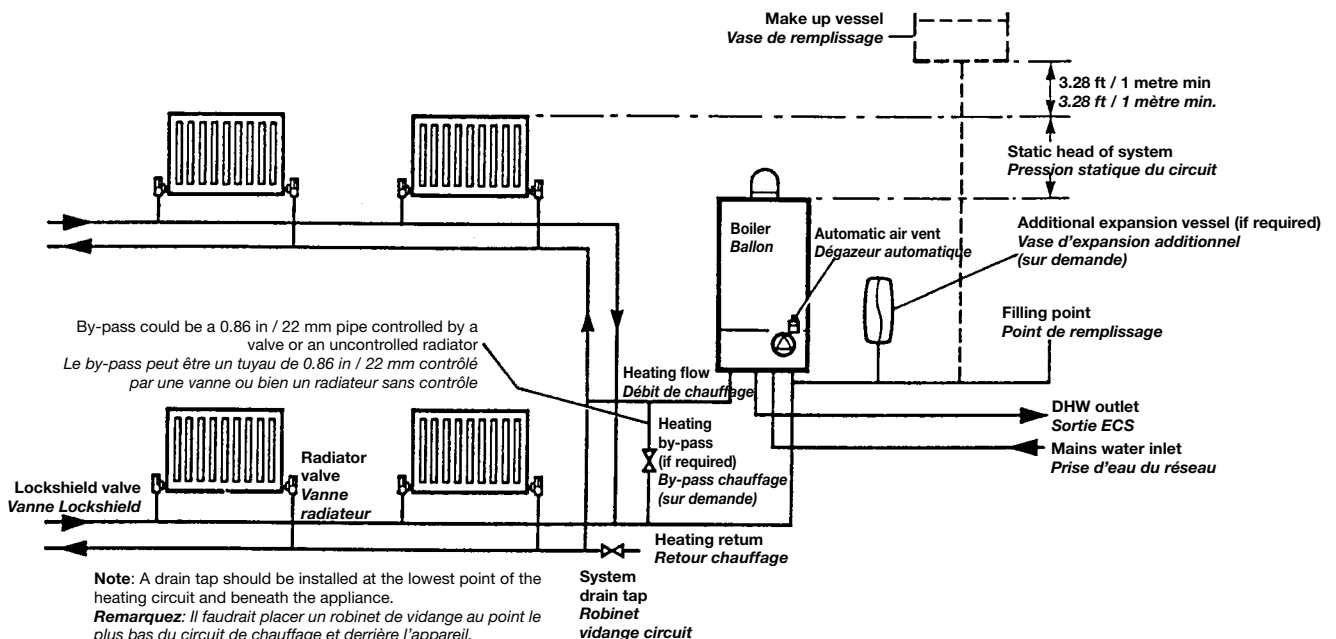 Make up vessel
Vase de remplissage
3.28 ft / 1 metre min
3.28 ft / 1 mètre min.
Static head of system
Pression statique du circuit
Boiler
Ballon
Automatic air vent
Dégazeur automatique
Additional expansion vessel (if required)
Vase d'expansion additionnel
(sur demande)
Filling point
Point de remplissage
By-pass could be a 0.86 in / 22 mm pipe controlled by a
valve or an uncontrolled radiator
Le by-pass peut être un tuyau de 0.86 in / 22 mm contrôlé
par une vanne ou bien un radiateur sans contrôle
Heating flow
Débit de chauffage
DHW outlet
Sortie ECS
Mains water inlet
Prise d'eau du réseau
Heating
by-pass
(if required)
By-pass chauffage
(sur demande)
Radiator
valve
Vanne
radiateur
Lockshield valve
Vanne Lockshield
Heating retum
Retour chauffage
Note: A drain tap should be installed at the lowest point of the
heating circuit and beneath the appliance.
Remarquez: Il faudrait placer un robinet de vidange au point le
plus bas du circuit de chauffage et derrière l'appareil.
System
drain tap
Robinet
vidange circuit